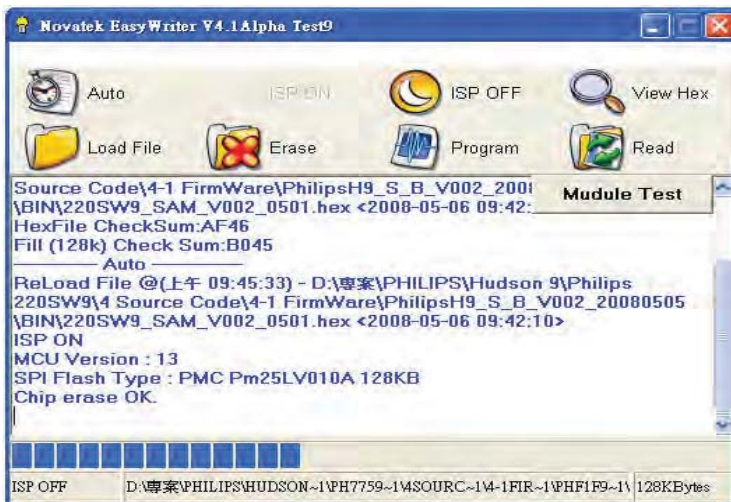 Novatek EasyWriter V4.1Alpha Test9
Auto
ISP ON
ISP OFF
View Hex
Load File
Erase
Program
Read
Mudule Test
Source Code\4-1 FirmWare\PhilipsH9_S_B_V002_200
\BIN\220SW9_SAM_V002_0501.hex <2008-05-06 09:42:
HexFile CheckSum:AF46
Fill (128k) Check Sum:B045
———— Auto ————
ReLoad File @(上午 09:45:33) - D:\專案\PHILIPS\Hudson 9\Philips
220SW9\4 Source Code\4-1 FirmWare\PhilipsH9_S_B_V002_20080505
\BIN\220SW9_SAM_V002_0501.hex <2008-05-06 09:42:10>
ISP ON
MCU Version : 13
SPI Flash Type : PMC Pm25LV010A 128KB
Chip erase OK.
ISP OFF
D:\專案\PHILIPS\HUDSON~1\PH7759~1\4SOURC~1\4-1FIR~1\PHF1F9~1\
128KBytes